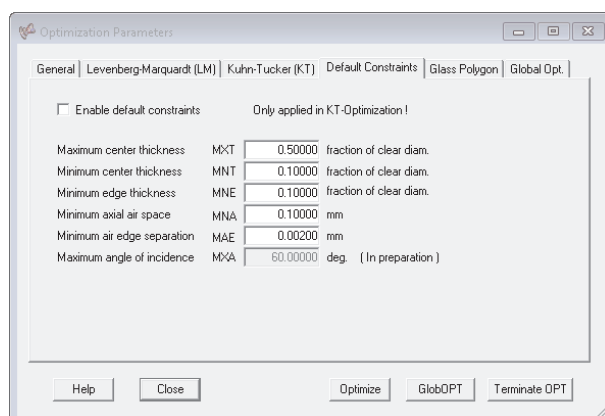 Optimization Parameters
General Levenberg-Marquardt (LM) Kuhn-Tucker (KT) Default Constraints Glass Polygon Global Opt.
Enable default constraints Only applied in KT-Optimization !
Maximum center thickness MXT 0.50000 fraction of clear diam.
Minimum center thickness MNT 0.10000 fraction of clear diam.
Minimum edge thickness MNE 0.10000 fraction of clear diam.
Minimum axial air space MNA 0.10000 mm
Minimum air edge separation MAE 0.00200 mm
Maximum angle of incidence MXA 60.00000 deg. ( In preparation )
Help Close Optimize GlobOPT Terminate OPT